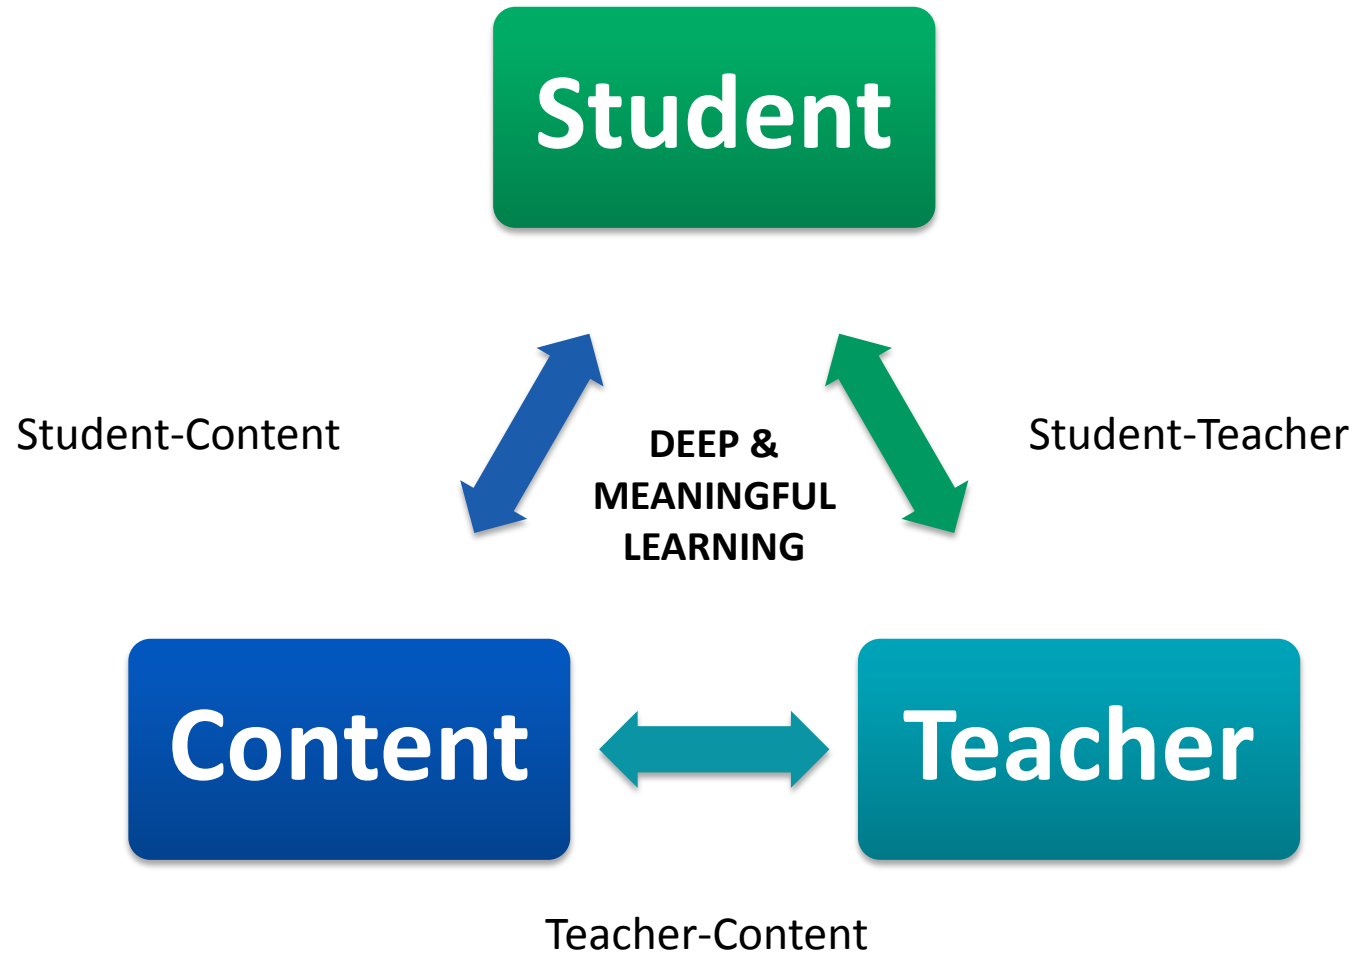 Student
Student-Content
DEEP &
MEANINGFUL
LEARNING
Student-Teacher
Content
Teacher
Teacher-Content